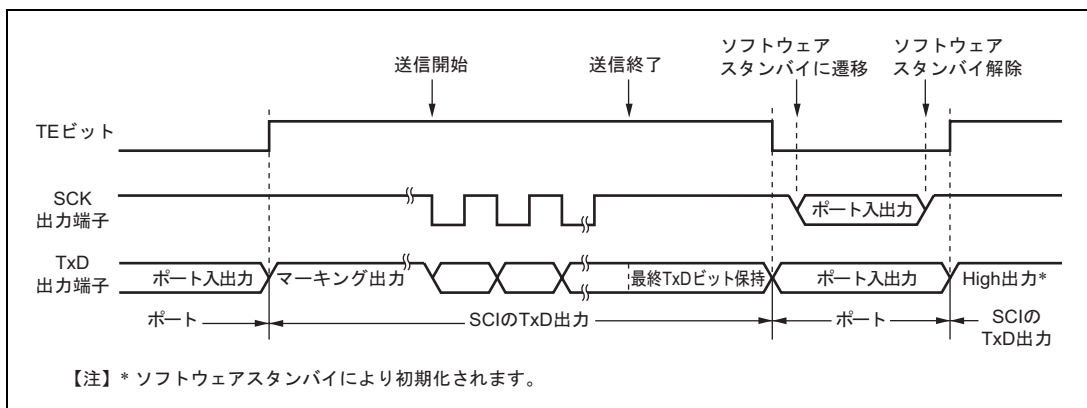 送信開始
送信終了
ソフトウェア
スタンバイに遷移
ソフトウェア
スタンバイ解除
TEビット
SCK
出力端子
ポート入出力
TxD
出力端子
ポート入出力
マーキング出力
最終TxDビット保持
ポート入出力
High出力*
ポート
SCIのTxD出力
ポート
SCIの
TxD出力
【注】* ソフトウェアスタンバイにより初期化されます。